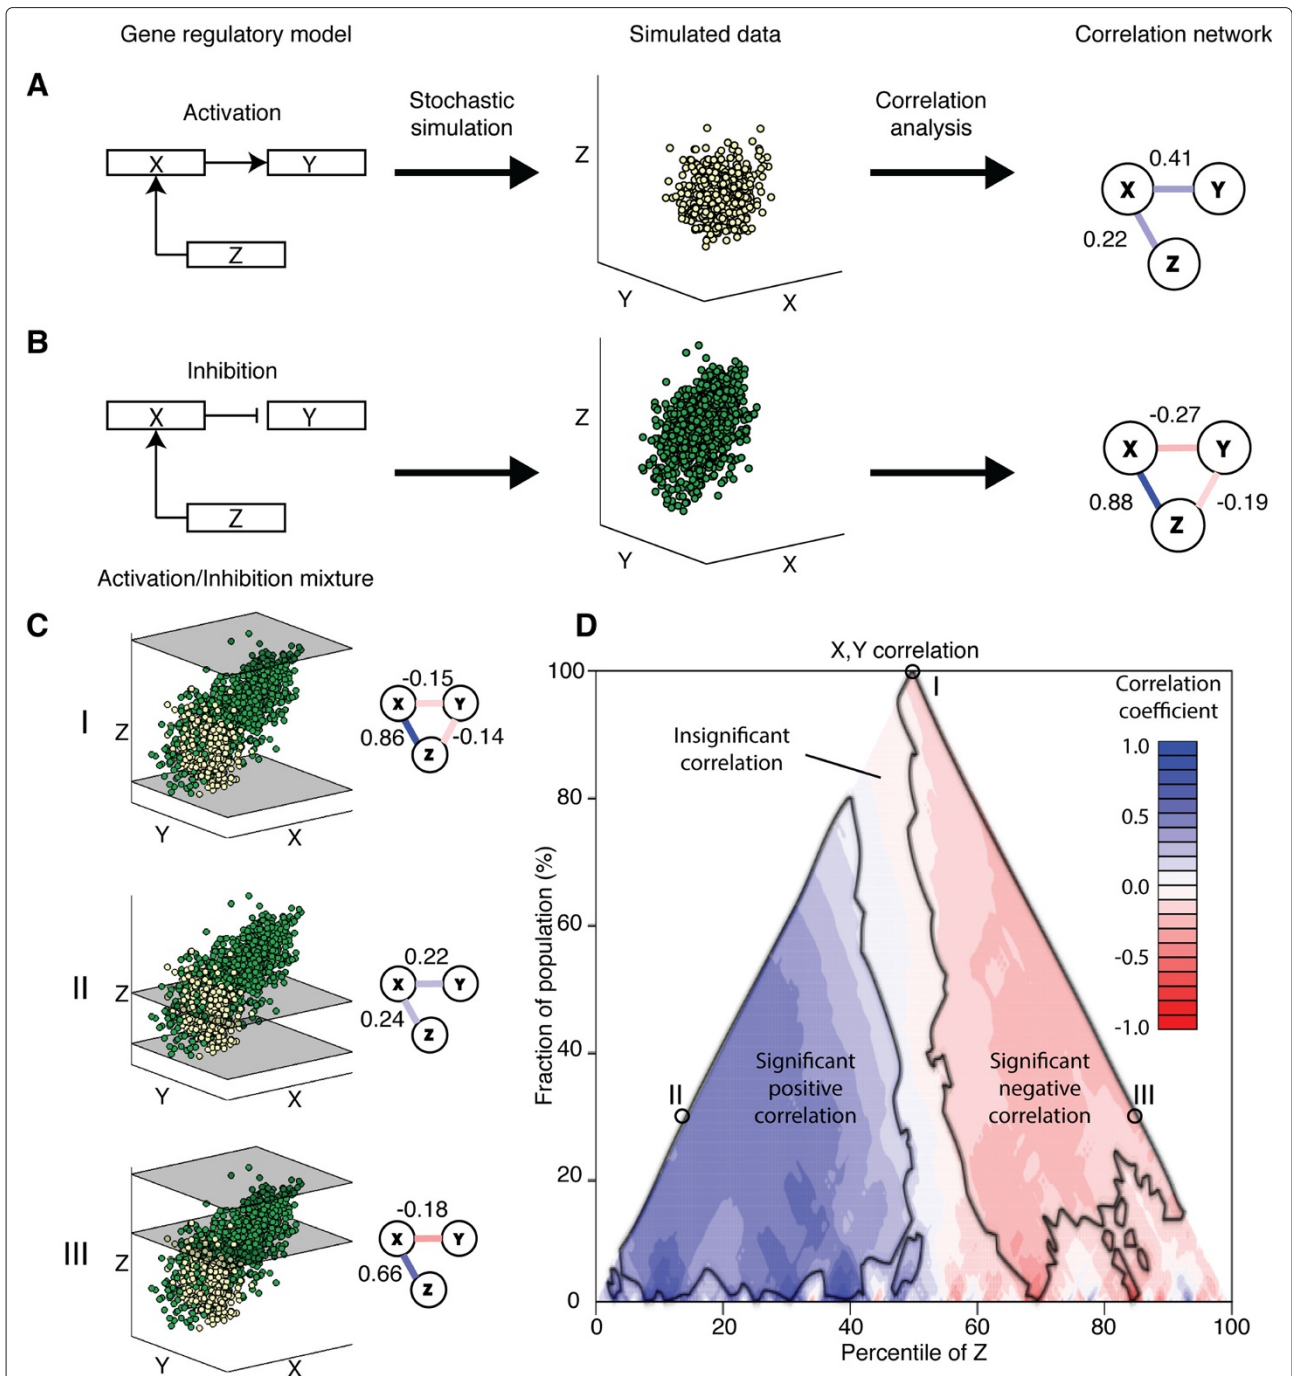 Gene regulatory model
Simulated data
Correlation network
A
Activation
X
Y
Z
Stochastic
simulation
Z
Y
X
Correlation
analysis
0.41
X
Y
0.22
Z
B
Inhibition
X
Y
Z
Z
Y
X
-0.27
X
Y
0.88
-0.19
Z
Activation/Inhibition mixture
C
I
Z
Y
X
-0.15
X
Y
0.86
-0.14
Z
II
Z
Y
X
0.22
X
Y
0.24
Z
III
Z
Y
X
-0.18
X
Y
0.66
Z
D
X,Y correlation
I
Insignificant
correlation
Correlation
coefficient
1.0
0.5
0.0
-0.5
-1.0
Significant
positive
correlation
Significant
negative
correlation
II
III
Fraction of population (%)
100
80
60
40
20
0
0
20
40
60
80
100
Percentile of Z